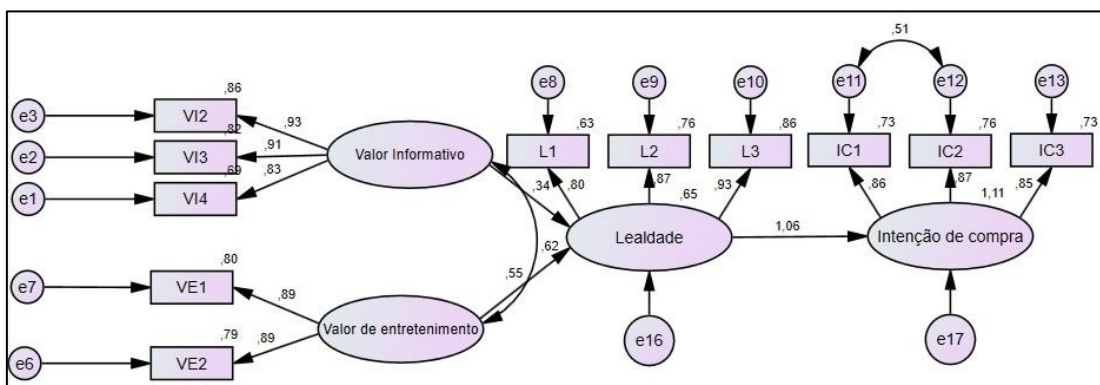 ,51
e8
e9
e10
e11
e12
e13
,86
e3
VI2
,93
,82
e2
VI3
,91
Valor Informativo
,69
e1
VI4
,83
,63
L1
,76
L2
,86
L3
,73
IC1
,76
IC2
,73
IC3
,34
,80
,87
,65
,93
,86
,87
1,11
,85
Lealdade
1,06
Intenção de compra
,62
,55
,80
e7
VE1
,89
,79
e6
VE2
,89
Valor de entretenimento
e16
e17